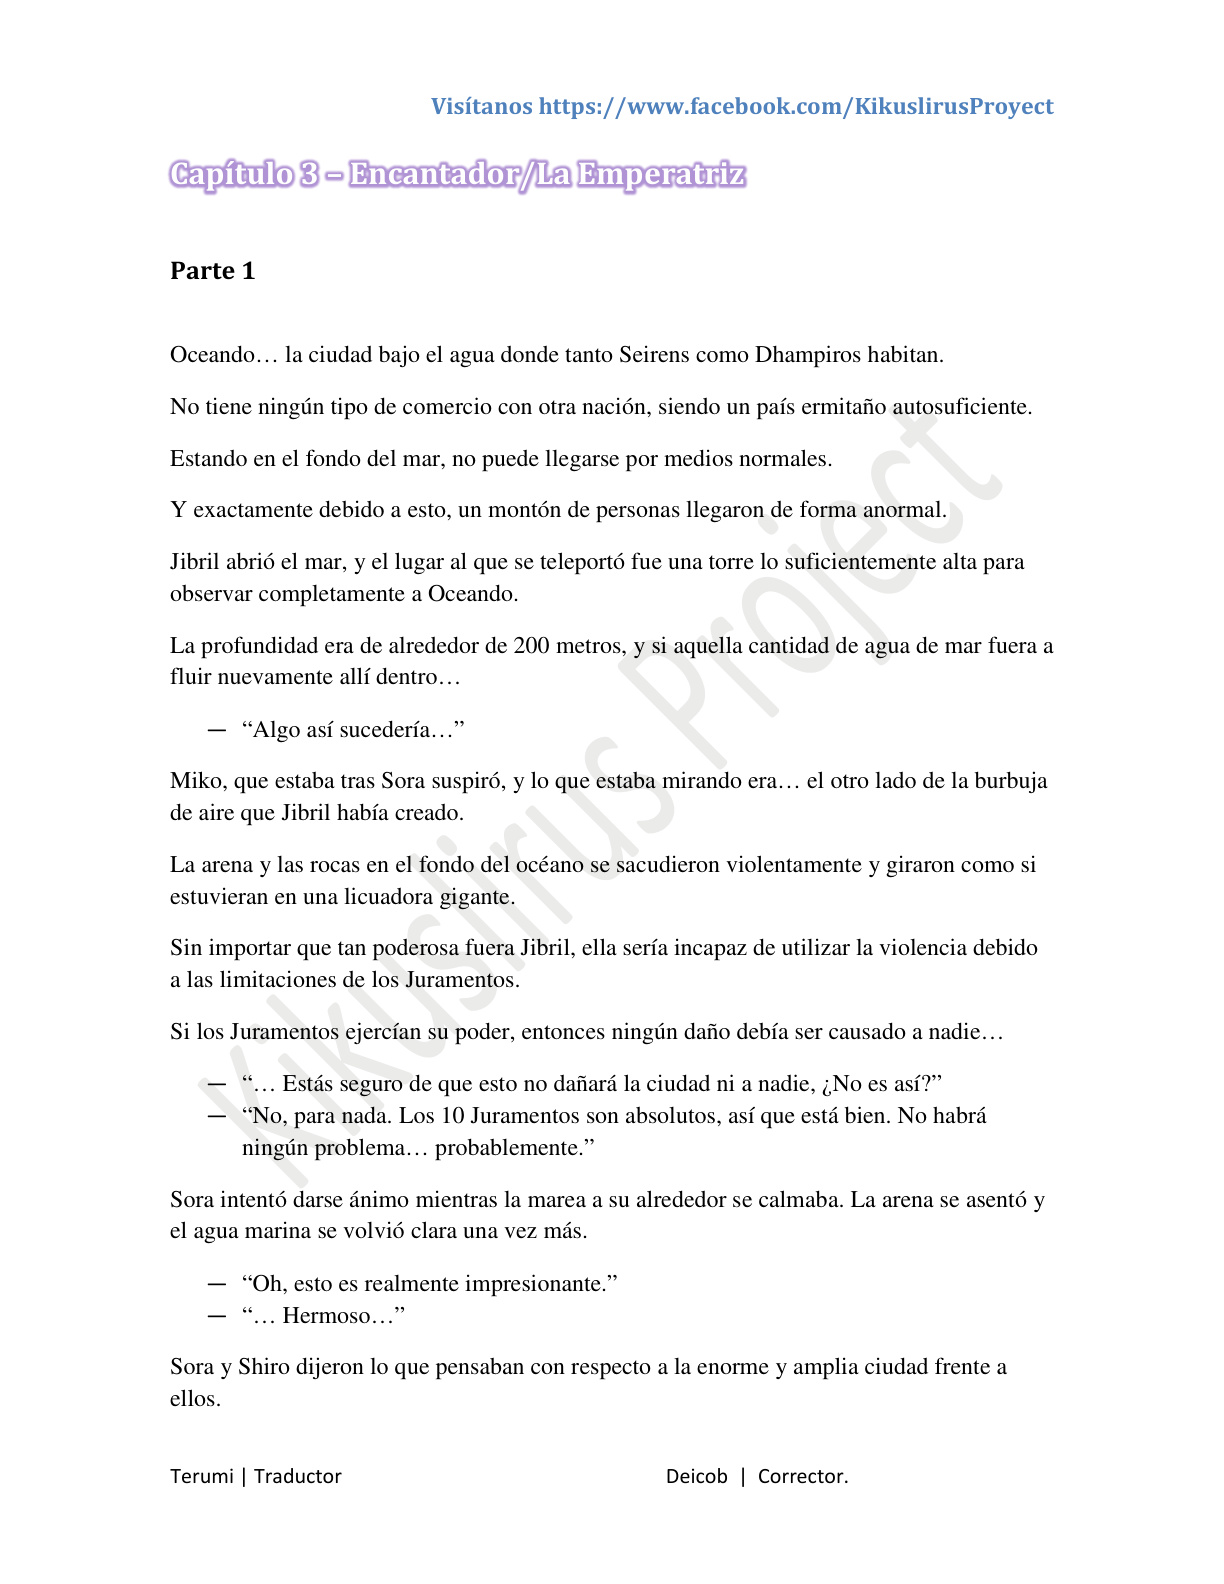 Visítanos https://www.facebook.com/KikuslirusProyect
Capítulo 3 – Encantador/La Emperatriz
Parte 1
Oceando… la ciudad bajo el agua donde tanto Seirens como Dhampiros habitan.
No tiene ningún tipo de comercio con otra nación, siendo un país ermitaño autosuficiente.
Estando en el fondo del mar, no puede llegarse por medios normales.
Y exactamente debido a esto, un montón de personas llegaron de forma anormal.
Jibril abrió el mar, y el lugar al que se teleportó fue una torre lo suficientemente alta para
observar completamente a Oceando.
La profundidad era de alrededor de 200 metros, y si aquella cantidad de agua de mar fuera a
fluir nuevamente allí dentro…
— “Algo así sucedería…”
Miko, que estaba tras Sora suspiró, y lo que estaba mirando era… el otro lado de la burbuja
de aire que Jibril había creado.
La arena y las rocas en el fondo del océano se sacudieron violentamente y giraron como si
estuvieran en una licuadora gigante.
Sin importar que tan poderosa fuera Jibril, ella sería incapaz de utilizar la violencia debido
a las limitaciones de los Juramentos.
Si los Juramentos ejercían su poder, entonces ningún daño debía ser causado a nadie…
— “… Estás seguro de que esto no dañará la ciudad ni a nadie, ¿No es así?”
— “No, para nada. Los 10 Juramentos son absolutos, así que está bien. No habrá
ningún problema… probablemente.”
Sora intentó darse ánimo mientras la marea a su alrededor se calmaba. La arena se asentó y
el agua marina se volvió clara una vez más.
— “Oh, esto es realmente impresionante.”
— “… Hermoso…”
Sora y Shiro dijeron lo que pensaban con respecto a la enorme y amplia ciudad frente a
ellos.
Terumi | Traductor Deicob | Corrector.
Kikuslirus Project